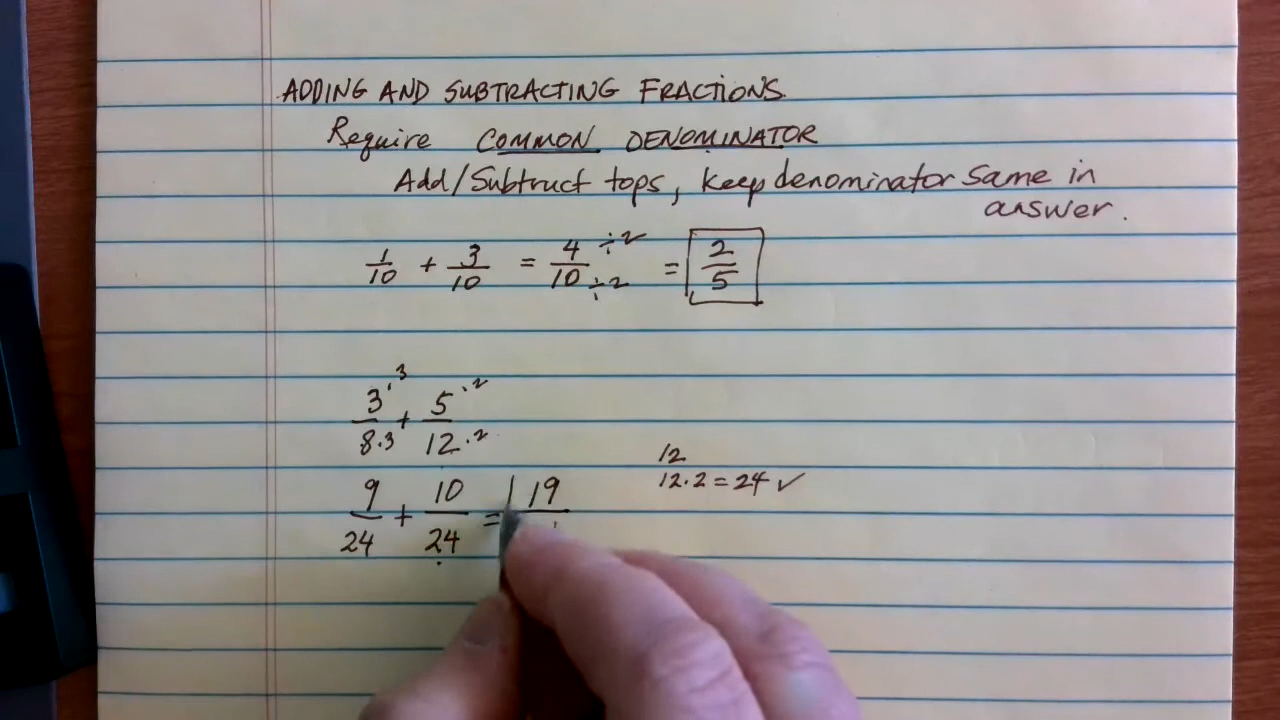 ADDING AND SUBTRACTING FRACTIONS
Require COMMON DENOMINATOR
Add/Subtract tops, keep denominator same in
answer.
1/10 + 3/10 = 4÷2/10÷2 = 2/5
3·3/8·3 + 5·2/12·2
12
12·2 = 24 ✓
9/24 + 10/24 = 19